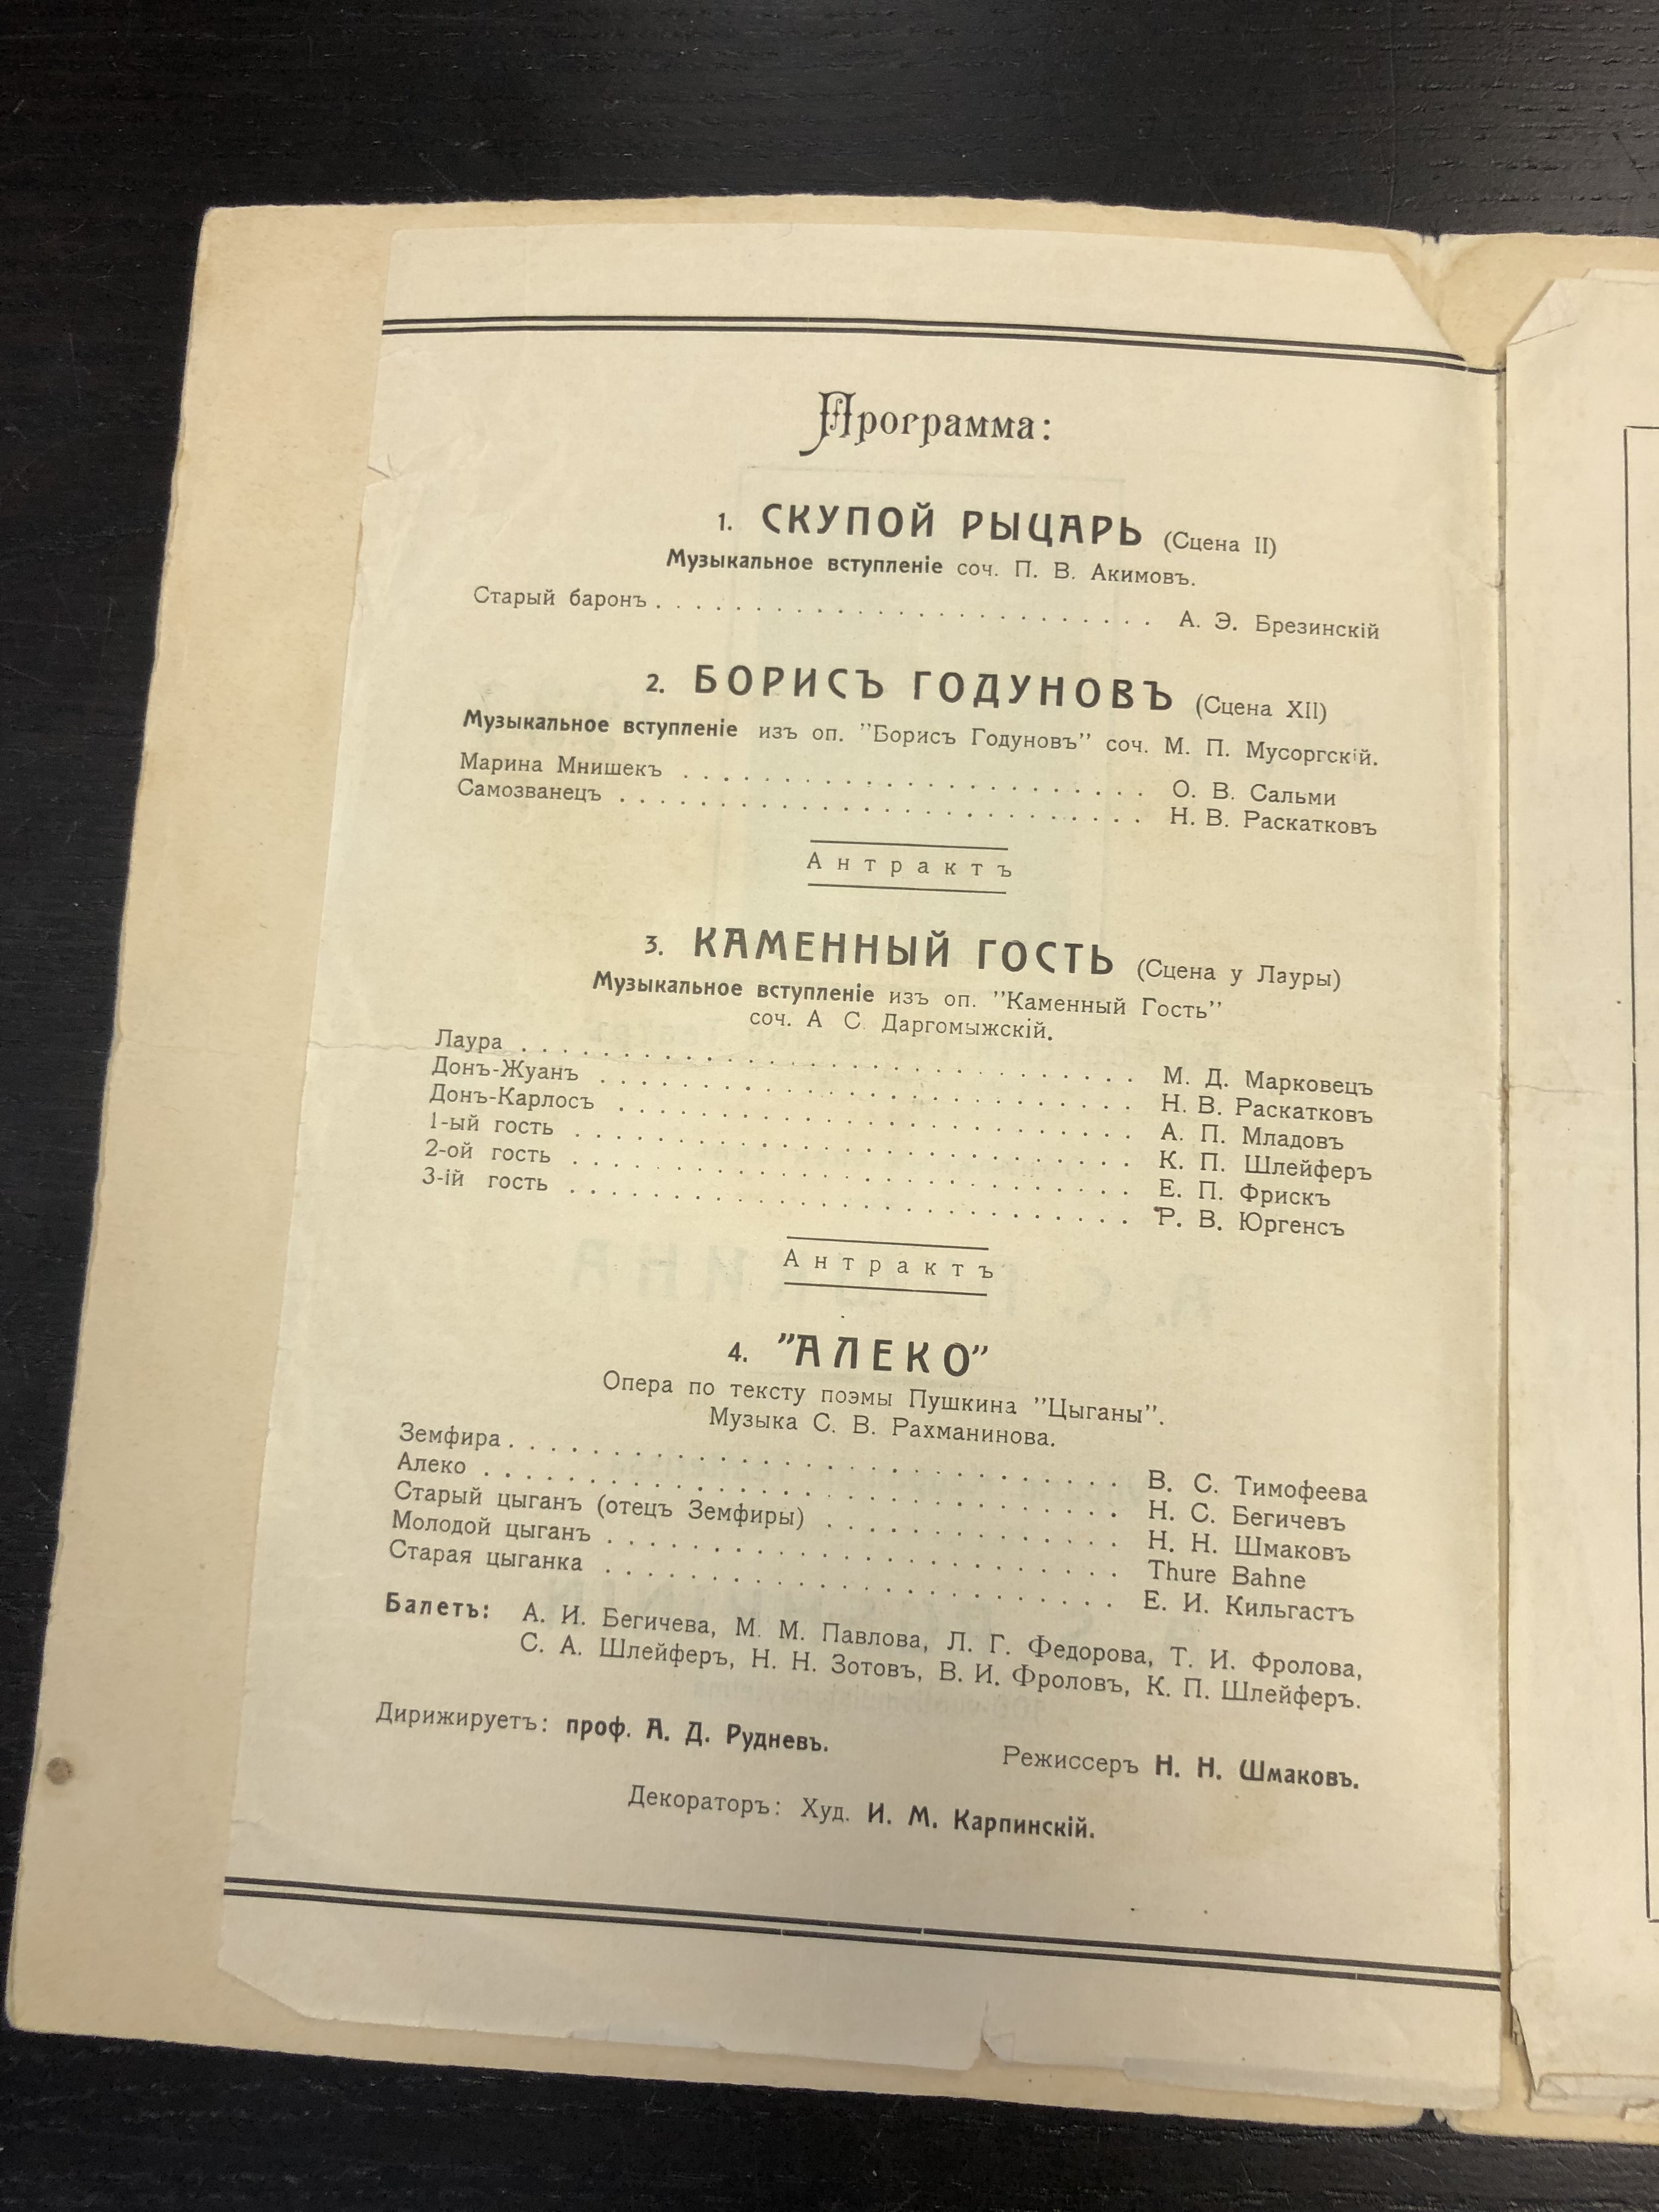 Программа:
1. СКУПОЙ РЫЦАРЬ (Сцена II)
Музыкальное вступленіе соч. П. В. Акимовъ.
Старый баронъ . . . . . . . . . . . . . . . . . . . А. Э. Брезинскій
2. БОРИСЪ ГОДУНОВЪ (Сцена XII)
Музыкальное вступленіе изъ оп. "Борисъ Годуновъ" соч. М. П. Мусоргскій.
Марина Мнишекъ . . . . . . . . . . . . . . . . . . О. В. Сальми
Самозванецъ . . . . . . . . . . . . . . . . . . . . Н. В. Раскатковъ
Антрактъ
3. КАМЕННЫЙ ГОСТЬ (Сцена у Лауры)
Музыкальное вступленіе изъ оп. "Каменный Гость"
соч. А С. Даргомыжскій.
Лаура . . . . . . . . . . . . . . . . . . . . . . . М. Д. Марковецъ
Донъ-Жуанъ . . . . . . . . . . . . . . . . . . . . Н. В. Раскатковъ
Донъ-Карлосъ . . . . . . . . . . . . . . . . . . . А. П. Младовъ
1-ый гость . . . . . . . . . . . . . . . . . . . . . К. П. Шлейферъ
2-ой гость . . . . . . . . . . . . . . . . . . . . . Е. П. Фрискъ
3-ій гость . . . . . . . . . . . . . . . . . . . . . Р. В. Юргенсъ
Антрактъ
4. "АЛЕКО"
Опера по тексту поэмы Пушкина "Цыганы".
Музыка С. В. Рахманинова.
Земфира . . . . . . . . . . . . . . . . . . . . . . . В. С. Тимофеева
Алеко . . . . . . . . . . . . . . . . . . . . . . . . Н. С. Бегичевъ
Старый цыганъ (отецъ Земфиры) . . . . . . . . . . . Н. Н. Шмаковъ
Молодой цыганъ . . . . . . . . . . . . . . . . . . . Thure Bahne
Старая цыганка . . . . . . . . . . . . . . . . . . . Е. И. Кильгастъ
Балетъ: А. И. Бегичева, М. М. Павлова, Л. Г. Федорова, Т. И. Фролова,
С. А. Шлейферъ, Н. Н. Зотовъ, В. И. Фроловъ, К. П. Шлейферъ.
Дирижируетъ: проф. А. Д. Рудневъ.
Режиссеръ Н. Н. Шмаковъ.
Декораторъ: Худ. И. М. Карпинскій.